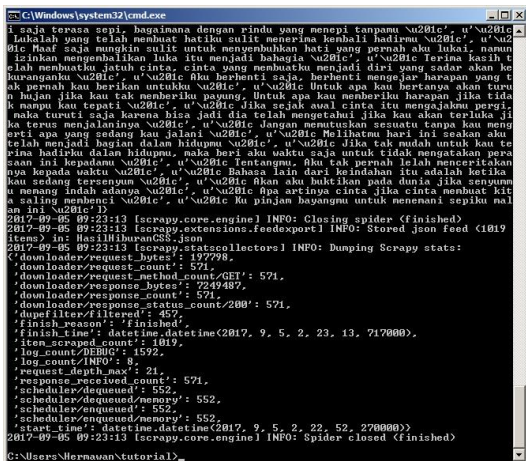 C:\Windows\system32\cmd.exe
i saja terasa sepi, bagaimana dengan rindu yang menepi tanpamu \u201c', u'\u201c
 Lukalah yang telah membuat hatiku sulit menerima kembali hadirmu \u201c', u'\u2
01c Maaf saja mungkin sulit untuk menyembuhkan hati yang pernah aku lukai, namun
 izinkan mengembalikan luka itu menjadi bahagia \u201c', u'\u201c Terima kasih t
elah membuatku jatuh cinta, cinta yang membuatku menjadi diri yang sadar akan ke
kuranganku \u201c', u'\u201c Aku berhenti saja, berhenti mengejar harapan yang t
ak pernah kau berikan untukku \u201c', u'\u201c Untuk apa kau bertanya akan turu
n hujan jika kau tak memberiku payung, Untuk apa kau memberiku harapan jika tida
k mampu kau tepati \u201c', u'\u201c Jika sejak awal cinta itu mengajakmu pergi,
 maka turuti saja karena bisa jadi dia telah mengetahui jika kau akan terluka ji
ka terus menjalaninya \u201c', u'\u201c Jangan memutuskan sesuatu tanpa kau meng
erti apa yang sedang kau jalani \u201c', u'\u201c Melihatmu hari ini seakan aku
telah menjadi bagian dalam hidupmu \u201c', u'\u201c Jika tak mudah untuk kau te
rima hadirku dalam hidupmu, maka beri aku waktu saja untuk tidak mengatakan pera
saan ini kepadamu \u201c', u'\u201c Tentangmu, Aku tak pernah lelah menceritakan
nya kepada waktu \u201c', u'\u201c Bahasa lain dari keindahan itu adalah ketika
kau sedang tersenyum \u201c', u'\u201c Akan aku buktikan pada dunia jika senyumm
u memang indah adanya \u201c', u'\u201c Apa artinya cinta jika cinta membuat kit
a saling membenci \u201c', u'\u201c Ku pinjam bayangmu untuk menemani sepiku mal
am ini \u201c']}
2017-09-05 09:23:13 [scrapy.core.engine] INFO: Closing spider (finished)
2017-09-05 09:23:13 [scrapy.extensions.feedexport] INFO: Stored json feed (1019
items) in: HasilHiburanCSS.json
2017-09-05 09:23:13 [scrapy.statscollectors] INFO: Dumping Scrapy stats:
{'downloader/request_bytes': 197798,
 'downloader/request_count': 571,
 'downloader/request_method_count/GET': 571,
 'downloader/response_bytes': 7249487,
 'downloader/response_count': 571,
 'downloader/response_status_count/200': 571,
 'dupefilter/filtered': 457,
 'finish_reason': 'finished',
 'finish_time': datetime.datetime(2017, 9, 5, 2, 23, 13, 717000),
 'item_scraped_count': 1019,
 'log_count/DEBUG': 1592,
 'log_count/INFO': 8,
 'request_depth_max': 21,
 'response_received_count': 571,
 'scheduler/dequeued': 552,
 'scheduler/dequeued/memory': 552,
 'scheduler/enqueued': 552,
 'scheduler/enqueued/memory': 552,
 'start_time': datetime.datetime(2017, 9, 5, 2, 22, 52, 270000)}
2017-09-05 09:23:13 [scrapy.core.engine] INFO: Spider closed (finished)
C:\Users\Hermawan\tutorial>_